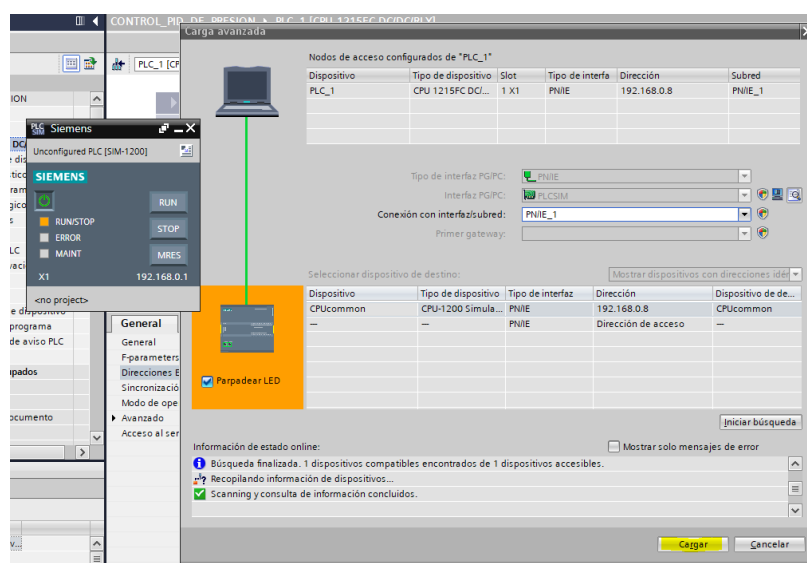 CONTROL_PID_DE_PRESION ▸ PLC_1 [CPU 1215FC DC/DC/RLY]
Carga avanzada
PLC_1 [CP
Nodos de acceso configurados de "PLC_1"
Dispositivo Tipo de dispositivo Slot Tipo de interfa Dirección Subred
PLC_1 CPU 1215FC DC/... 1 X1 PN/IE 192.168.0.8 PN/IE_1
ION
Siemens
Unconfigured PLC [SIM-1200]
SIEMENS
RUN
RUN/STOP
STOP
ERROR
MAINT
MRES
X1 192.168.0.1
<no project>
Tipo de interfaz PG/PC: PN/IE
Interfaz PG/PC: PLCSIM
Conexión con interfaz/subred: PN/IE_1
Primer gateway:
Seleccionar dispositivo de destino: Mostrar dispositivos con direcciones idér
Dispositivo Tipo de dispositivo Tipo de interfaz Dirección Dispositivo de de...
CPUcommon CPU-1200 Simula... PN/IE 192.168.0.8 CPUcommon
— — PN/IE Dirección de acceso —
Parpadear LED
Iniciar búsqueda
e dispositivo
programa
de aviso PLC
ipados
ocumento
General
General
F-parameters
Direcciones E
Sincronizació
Modo de ope
Avanzado
Acceso al ser
Información de estado online: Mostrar solo mensajes de error
Búsqueda finalizada. 1 dispositivos compatibles encontrados de 1 dispositivos accesibles.
Recopilando información de dispositivos...
Scanning y consulta de información concluidos.
v...
Cargar Cancelar